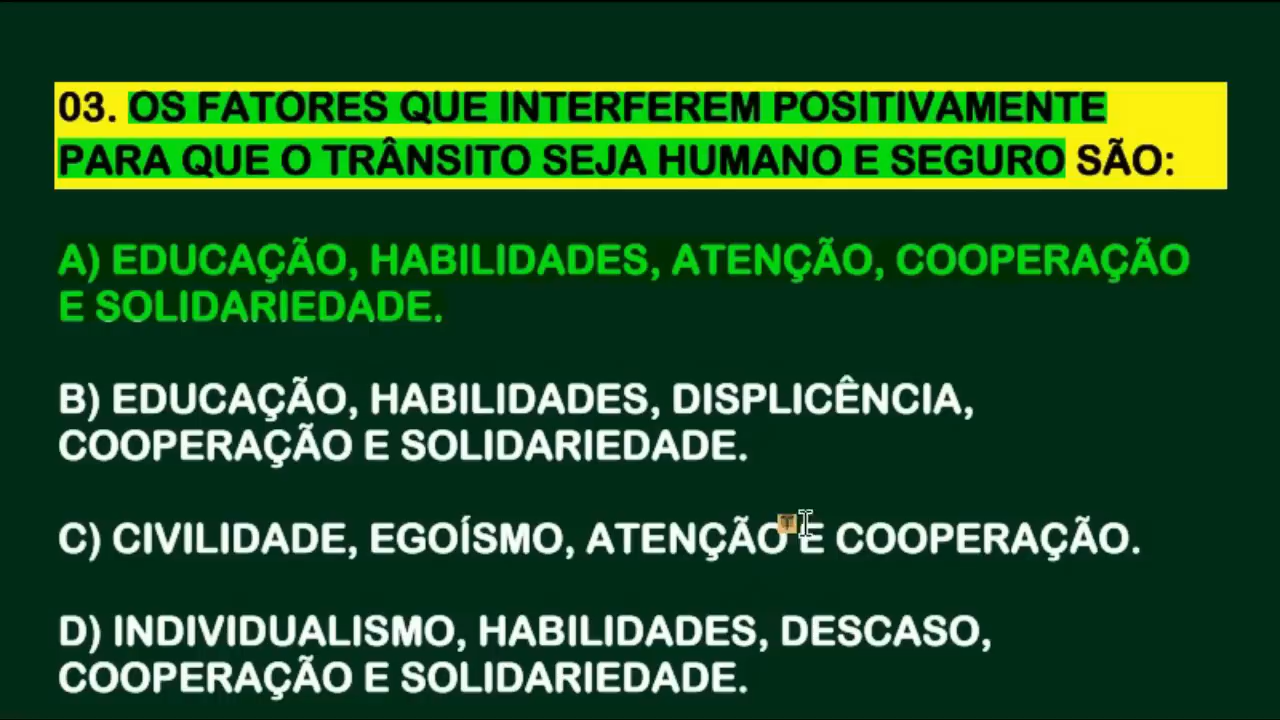 03. OS FATORES QUE INTERFEREM POSITIVAMENTE
PARA QUE O TRÂNSITO SEJA HUMANO E SEGURO SÃO:
A) EDUCAÇÃO, HABILIDADES, ATENÇÃO, COOPERAÇÃO
E SOLIDARIEDADE.
B) EDUCAÇÃO, HABILIDADES, DISPLICÊNCIA,
COOPERAÇÃO E SOLIDARIEDADE.
C) CIVILIDADE, EGOÍSMO, ATENÇÃO E COOPERAÇÃO.
D) INDIVIDUALISMO, HABILIDADES, DESCASO,
COOPERAÇÃO E SOLIDARIEDADE.